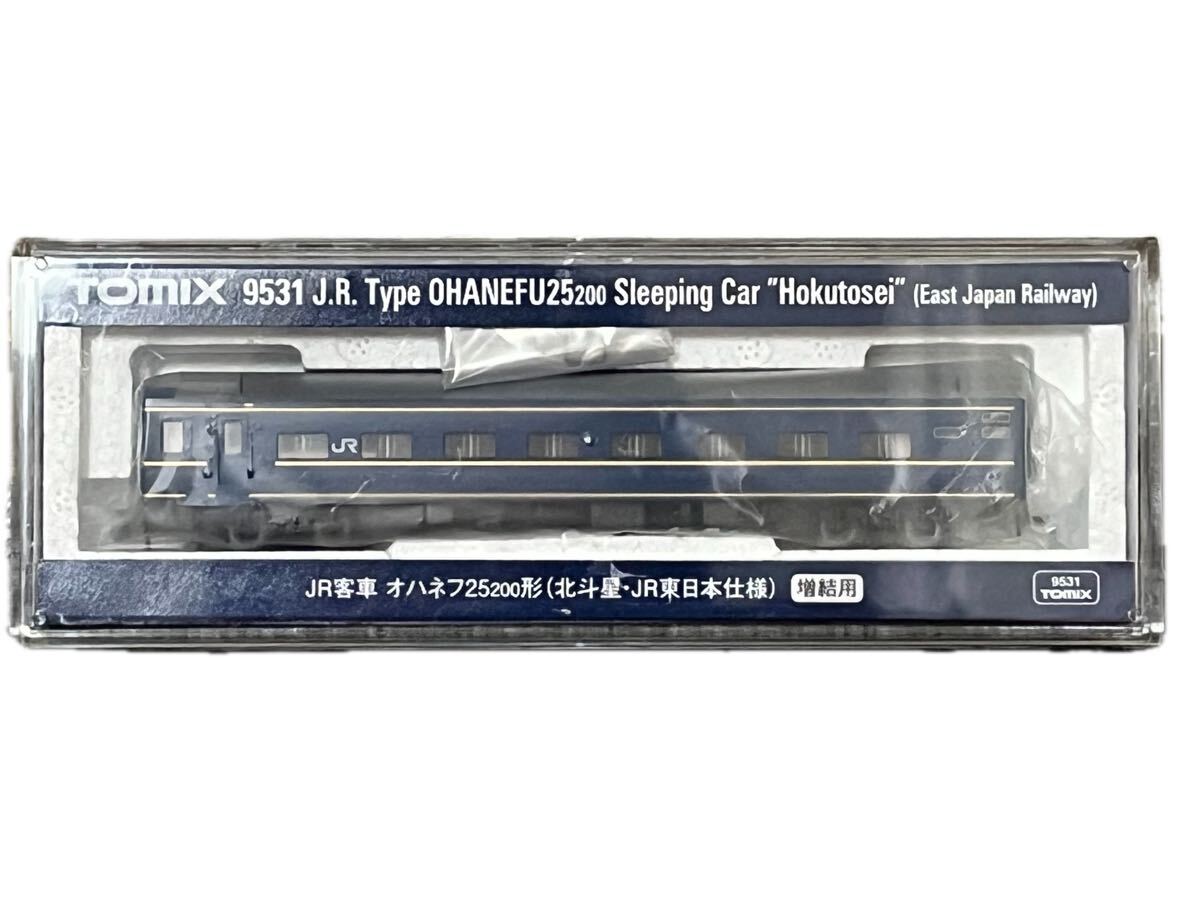 TOMIX 9531 J.R. Type OHANEFU25200 Sleeping Car "Hokutosei" (East Japan Railway)
JR
JR客車 オハネフ25200形(北斗星・JR東日本仕様) 増結用
9531
TOMIX